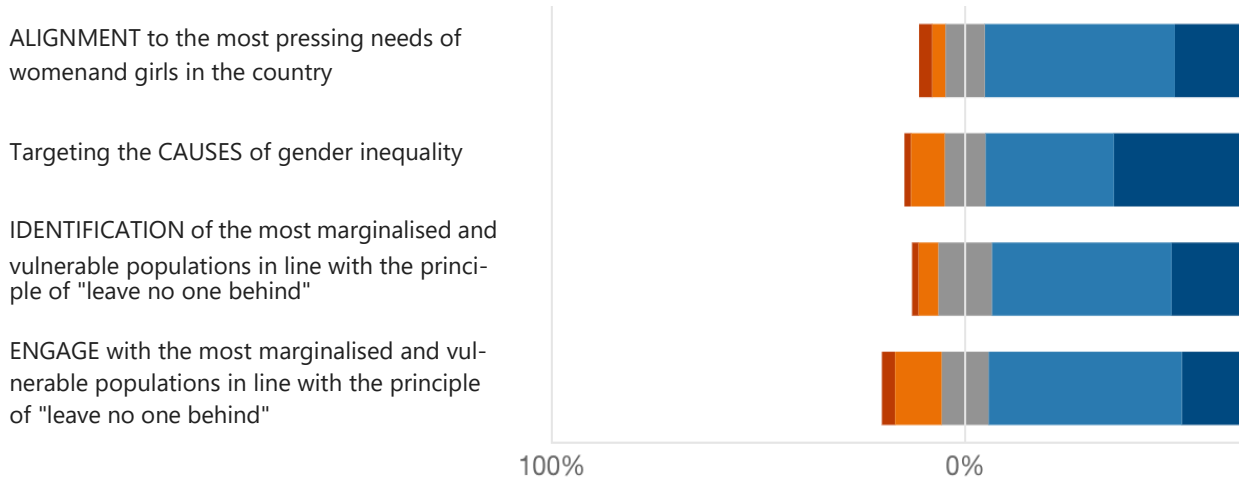 ALIGNMENT to the most pressing needs of
womenand girls in the country
Targeting the CAUSES of gender inequality
IDENTIFICATION of the most marginalised and
vulnerable populations in line with the princi-
ple of "leave no one behind"
ENGAGE with the most marginalised and vul-
nerable populations in line with the principle
of "leave no one behind"
100% 0%